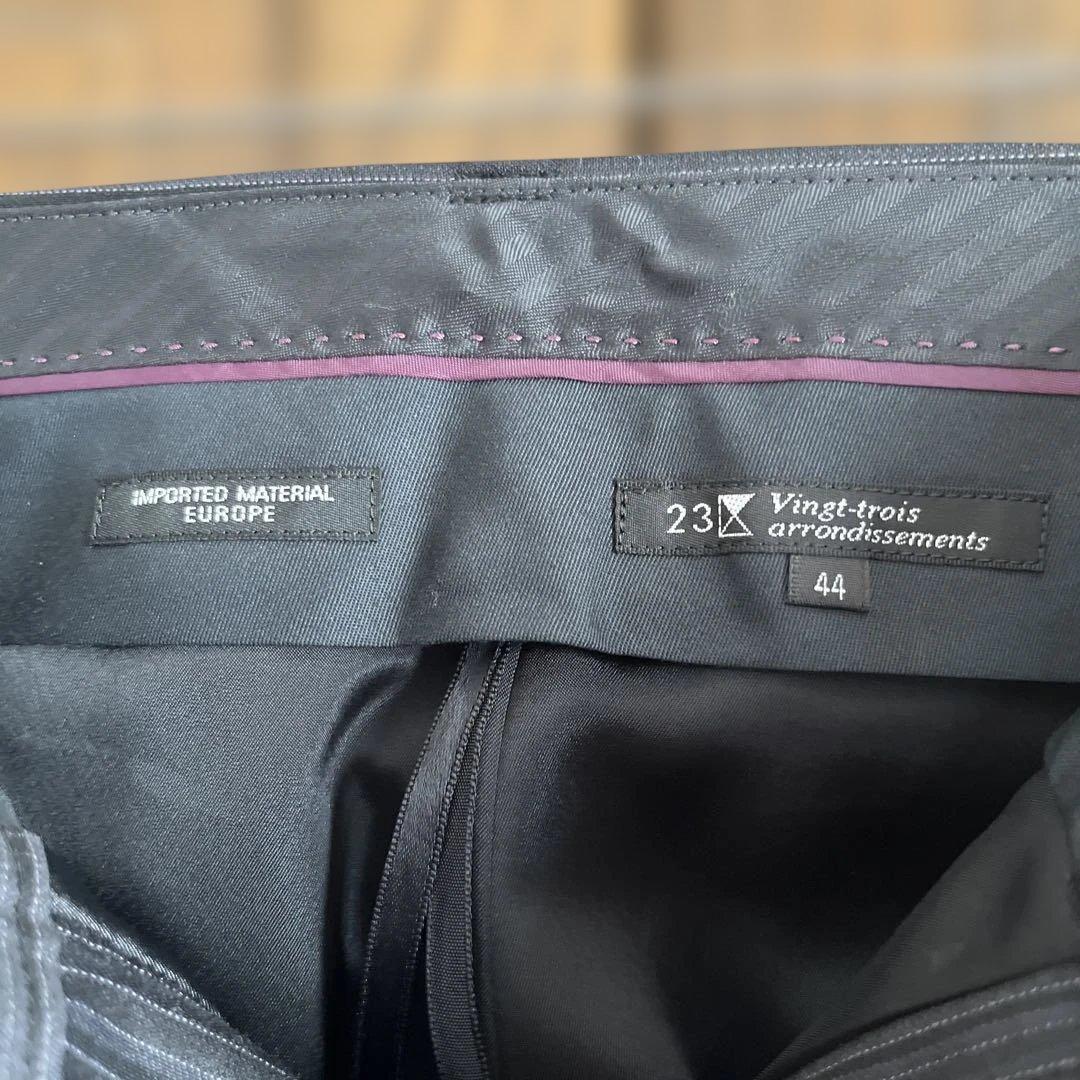 IMPORTED MATERIAL
EUROPE
23 Vingt-trois
arrondissements
44